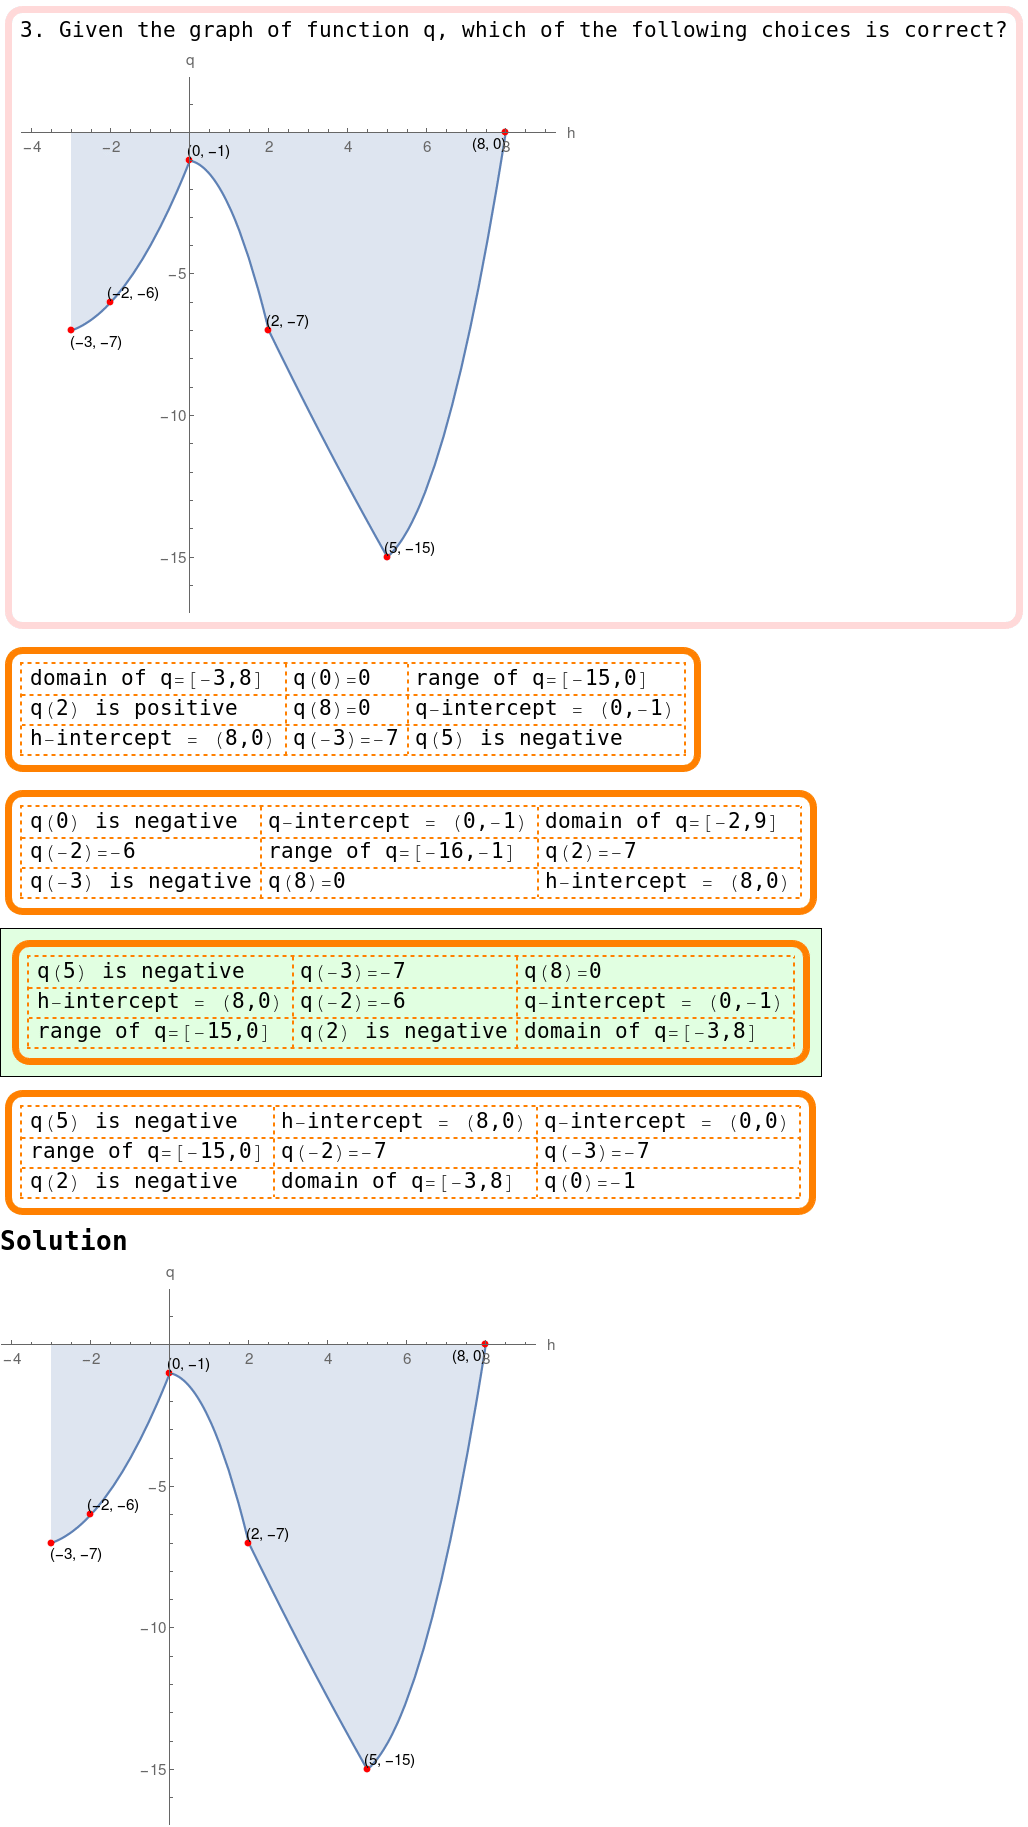 3. Given the graph of function q, which of the following choices is correct?
q
h
−4 −2 2 4 6 8
(0, −1)
(8, 0)
−5
(−2, −6)
(2, −7)
(−3, −7)
−10
(5, −15)
−15
domain of q=[-3,8] q(0)=0 range of q=[-15,0]
q(2) is positive q(8)=0 q-intercept = (0,-1)
h-intercept = (8,0) q(-3)=-7 q(5) is negative
q(0) is negative q-intercept = (0,-1) domain of q=[-2,9]
q(-2)=-6 range of q=[-16,-1] q(2)=-7
q(-3) is negative q(8)=0 h-intercept = (8,0)
q(5) is negative q(-3)=-7 q(8)=0
h-intercept = (8,0) q(-2)=-6 q-intercept = (0,-1)
range of q=[-15,0] q(2) is negative domain of q=[-3,8]
q(5) is negative h-intercept = (8,0) q-intercept = (0,0)
range of q=[-15,0] q(-2)=-7 q(-3)=-7
q(2) is negative domain of q=[-3,8] q(0)=-1
Solution
q
h
−4 −2 2 4 6 8
(0, −1)
(8, 0)
−5
(−2, −6)
(2, −7)
(−3, −7)
−10
(5, −15)
−15